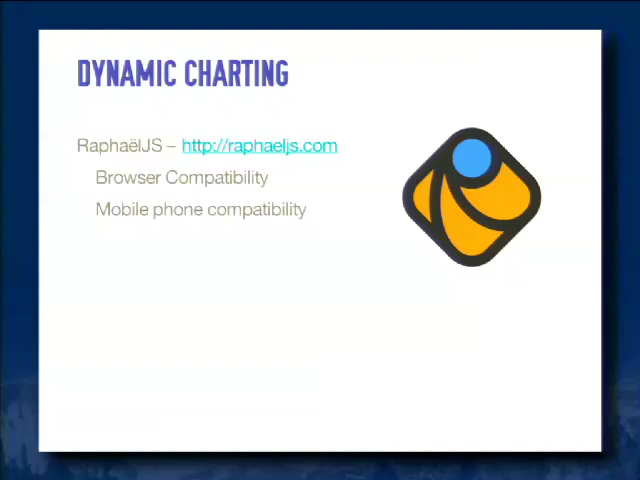 DYNAMIC CHARTING
RaphaëlJS – http://raphaeljs.com
Browser Compatibility
Mobile phone compatibility